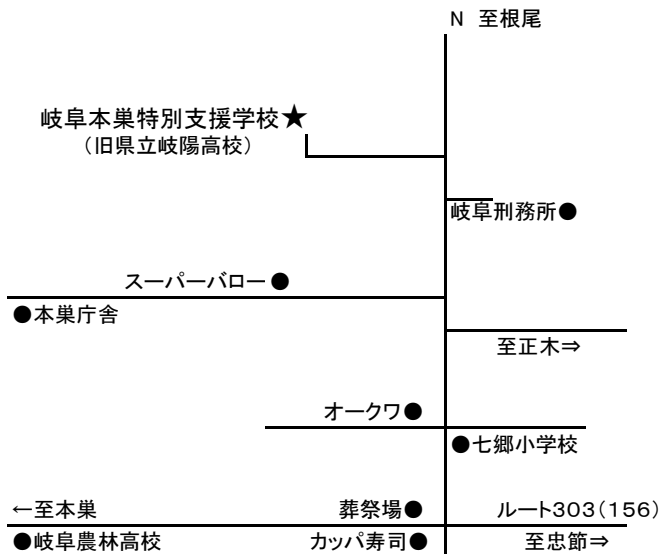 N 至根尾
岐阜本巣特別支援学校★
(旧県立岐陽高校)
岐阜刑務所●
スーパーバロー●
●本巣庁舎
至正木⇒
オークワ●
●七郷小学校
←至本巣 葬祭場● ルート303(156)
●岐阜農林高校 カッパ寿司● 至忠節⇒